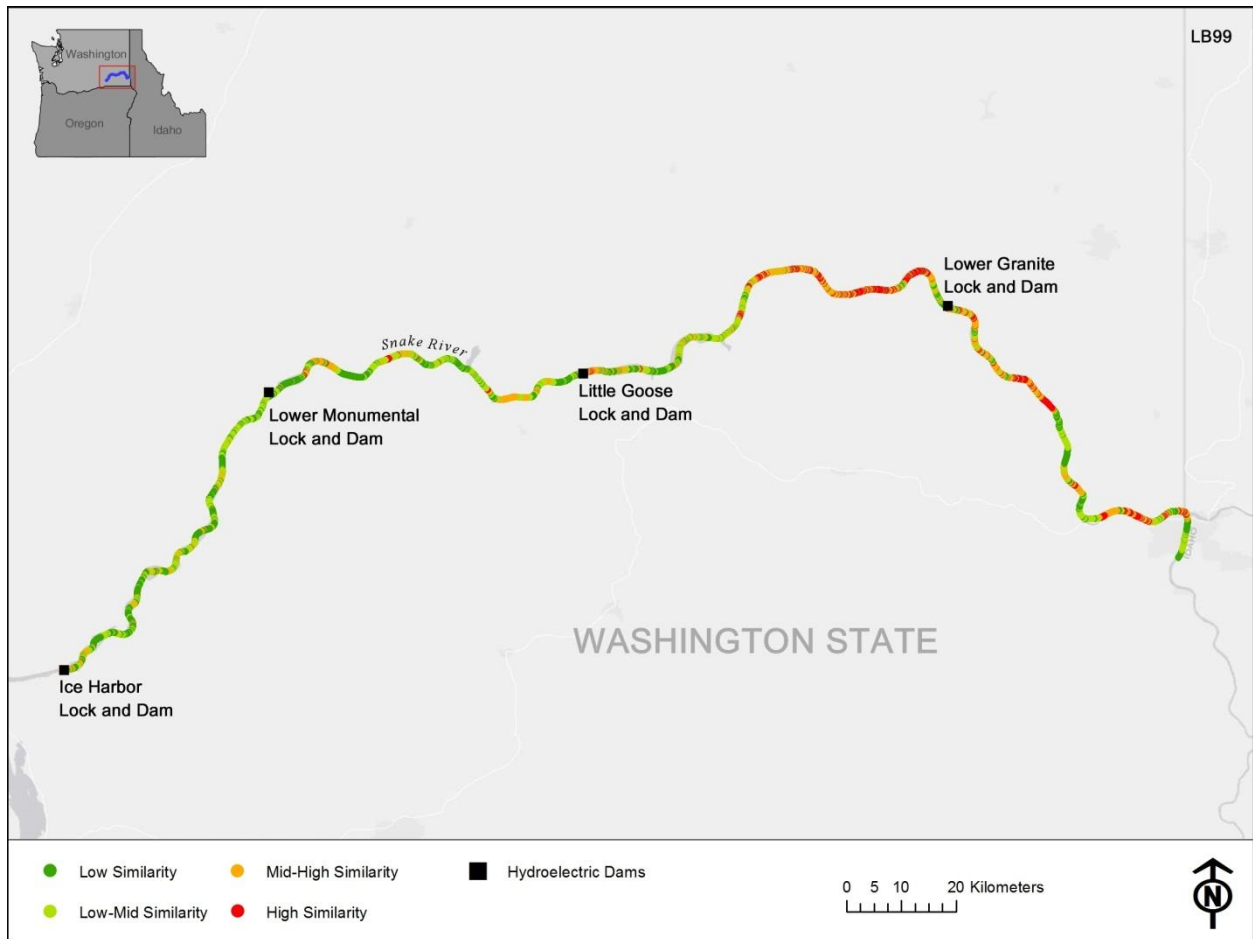 LB99
Washington
Oregon
Idaho
Lower Granite
Lock and Dam
Snake River
Little Goose
Lock and Dam
Lower Monumental
Lock and Dam
IDAHO
WASHINGTON STATE
Ice Harbor
Lock and Dam
Low Similarity
Mid-High Similarity
Hydroelectric Dams
Low-Mid Similarity
High Similarity
0 5 10 20 Kilometers
N